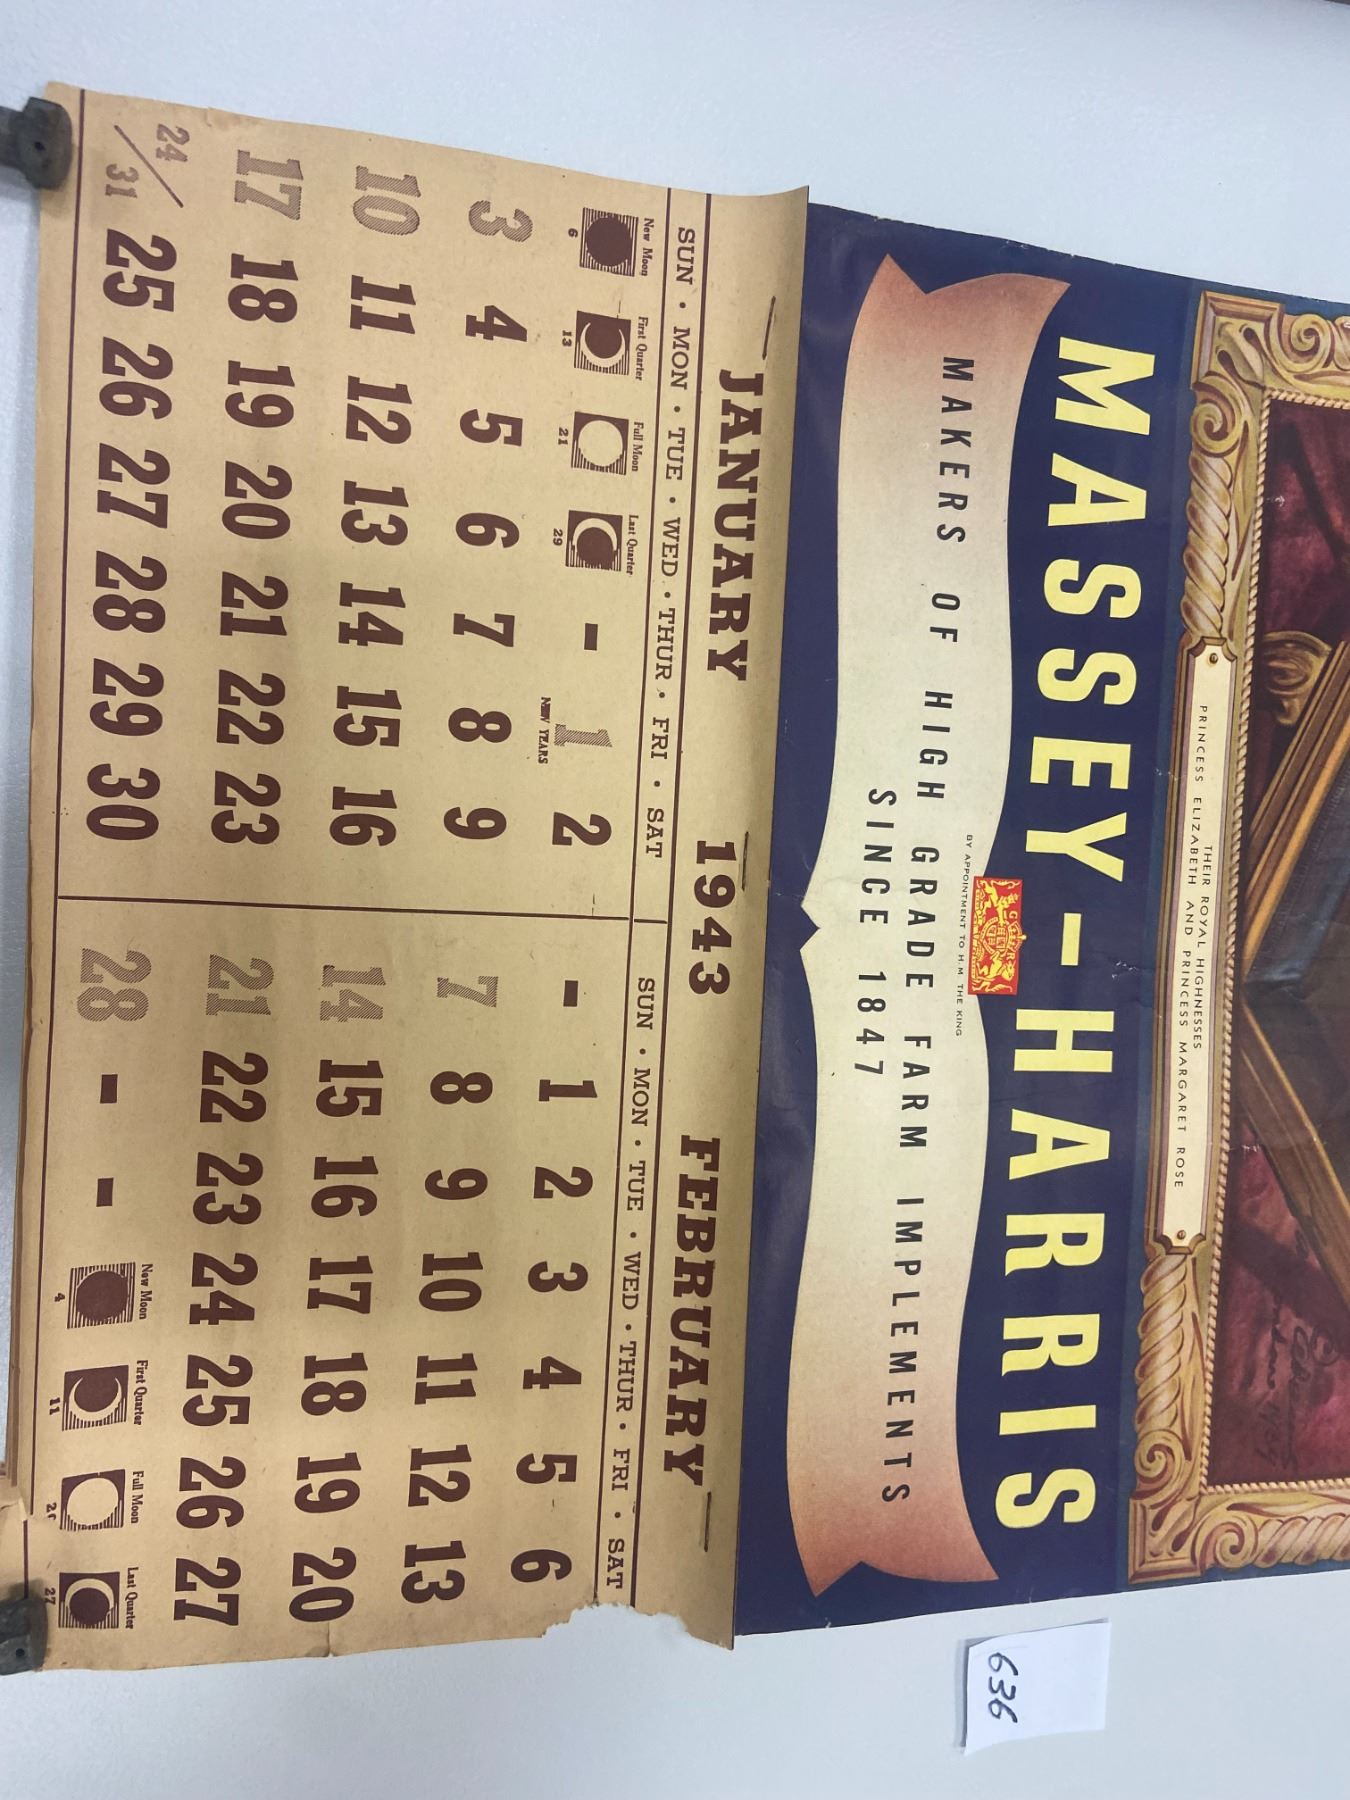 THEIR ROYAL HIGHNESSES
PRINCESS ELIZABETH AND PRINCESS MARGARET ROSE
MASSEY-HARRIS
BY APPOINTMENT TO H.M. THE KING
MAKERS OF HIGH GRADE FARM IMPLEMENTS
SINCE 1847
JANUARY 1943 FEBRUARY
SUN · MON · TUE · WED · THUR · FRI · SAT
New Moon 6
First Quarter 13
Full Moon 21
Last Quarter 29
- 1 2
NEW YEARS
3 4 5 6 7 8 9
10 11 12 13 14 15 16
17 18 19 20 21 22 23
24/31 25 26 27 28 29 30
SUN · MON · TUE · WED · THUR · FRI · SAT
- 1 2 3 4 5 6
7 8 9 10 11 12 13
14 15 16 17 18 19 20
21 22 23 24 25 26 27
28 - -
New Moon 4
First Quarter 11
Full Moon
Last Quarter 27
636